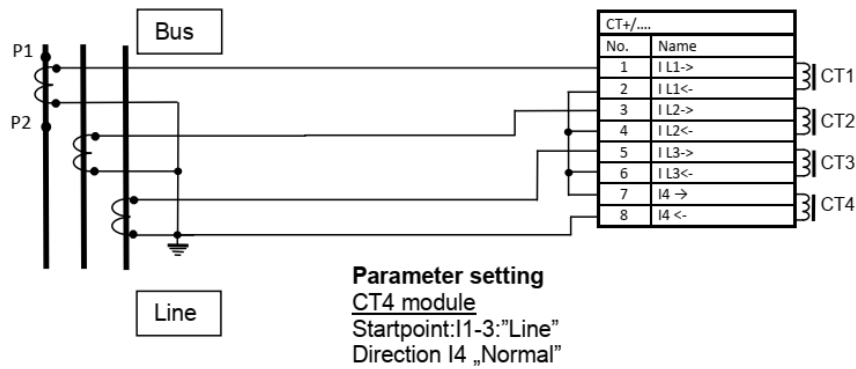 Bus
P1
P2
CT+/....
No. Name
1 I L1->
2 I L1<-
3 I L2->
4 I L2<-
5 I L3->
6 I L3<-
7 I4 →
8 I4 <-
CT1
CT2
CT3
CT4
Line
Parameter setting
CT4 module
Startpoint:I1-3:”Line”
Direction I4 „Normal”